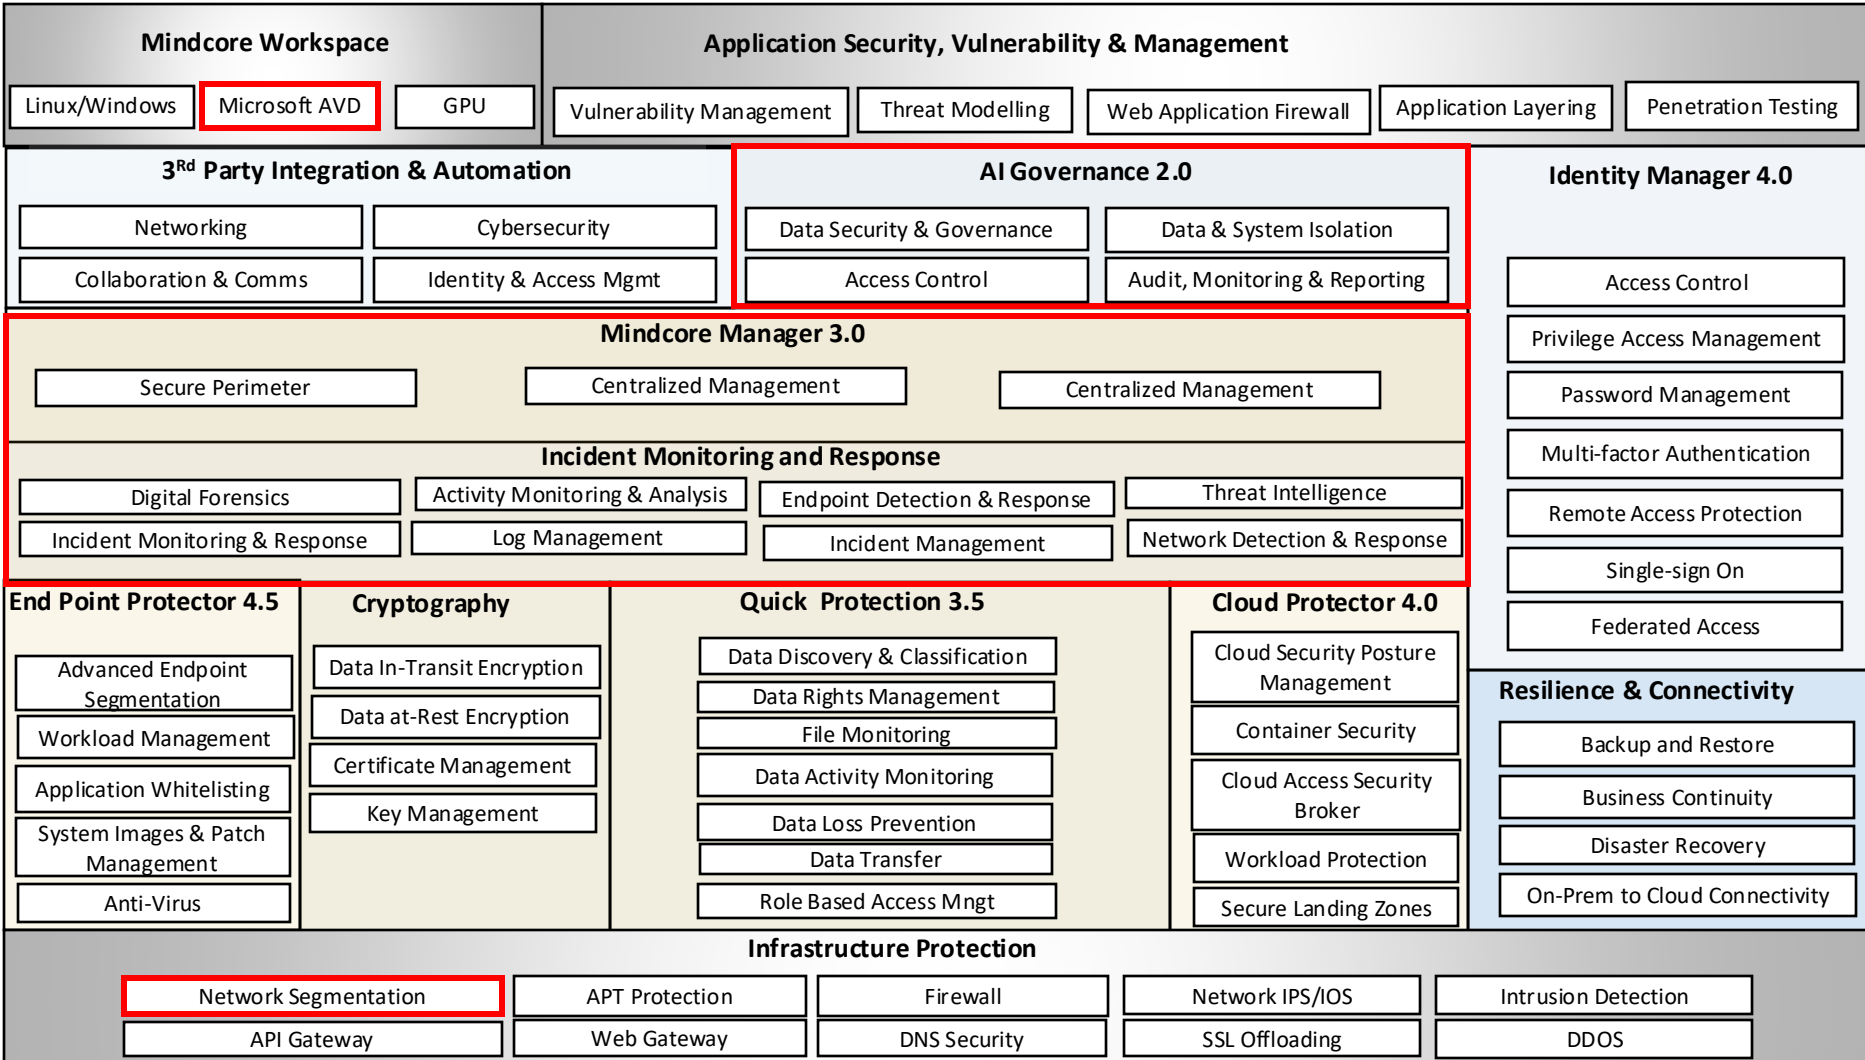 Mindcore Workspace
Linux/Windows
Microsoft AVD
GPU
Application Security, Vulnerability & Management
Vulnerability Management
Threat Modelling
Web Application Firewall
Application Layering
Penetration Testing
3Rd Party Integration & Automation
Networking
Cybersecurity
Collaboration & Comms
Identity & Access Mgmt
AI Governance 2.0
Data Security & Governance
Data & System Isolation
Access Control
Audit, Monitoring & Reporting
Identity Manager 4.0
Access Control
Privilege Access Management
Password Management
Multi-factor Authentication
Remote Access Protection
Single-sign On
Federated Access
Mindcore Manager 3.0
Secure Perimeter
Centralized Management
Centralized Management
Incident Monitoring and Response
Digital Forensics
Activity Monitoring & Analysis
Endpoint Detection & Response
Threat Intelligence
Incident Monitoring & Response
Log Management
Incident Management
Network Detection & Response
End Point Protector 4.5
Advanced Endpoint
Segmentation
Workload Management
Application Whitelisting
System Images & Patch
Management
Anti-Virus
Cryptography
Data In-Transit Encryption
Data at-Rest Encryption
Certificate Management
Key Management
Quick Protection 3.5
Data Discovery & Classification
Data Rights Management
File Monitoring
Data Activity Monitoring
Data Loss Prevention
Data Transfer
Role Based Access Mngt
Cloud Protector 4.0
Cloud Security Posture
Management
Container Security
Cloud Access Security
Broker
Workload Protection
Secure Landing Zones
Resilience & Connectivity
Backup and Restore
Business Continuity
Disaster Recovery
On-Prem to Cloud Connectivity
Infrastructure Protection
Network Segmentation
APT Protection
Firewall
Network IPS/IOS
Intrusion Detection
API Gateway
Web Gateway
DNS Security
SSL Offloading
DDOS